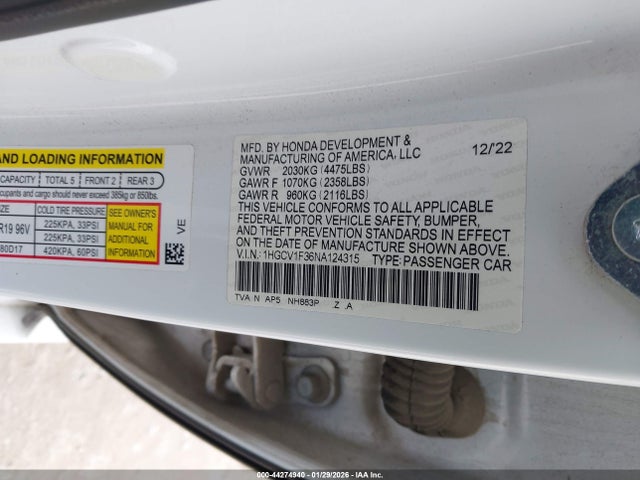 AND LOADING INFORMATION
CAPACITY TOTAL 5 FRONT 2 REAR 3
cupants and cargo should never exceed 385kg or 850lbs.
ZE COLD TIRE PRESSURE
R19 96V 225KPA, 33PSI
225KPA, 33PSI
80D17 420KPA, 60PSI
SEE OWNER'S
MANUAL FOR
ADDITIONAL
INFORMATION
VE
MFD. BY HONDA DEVELOPMENT & 12/22
MANUFACTURING OF AMERICA, LLC
GVWR 2030KG (4475LBS)
GAWR F 1070KG (2358LBS)
GAWR R 960KG (2116LBS)
THIS VEHICLE CONFORMS TO ALL APPLICABLE
FEDERAL MOTOR VEHICLE SAFETY, BUMPER,
AND THEFT PREVENTION STANDARDS IN EFFECT
ON THE DATE OF MANUFACTURE SHOWN ABOVE.
V.I.N. 1HGCV1F36NA124315 TYPE: PASSENGER CAR
TVA N AP5 NH883P Z A
000-44274940 - 01/29/2026 - IAA Inc.